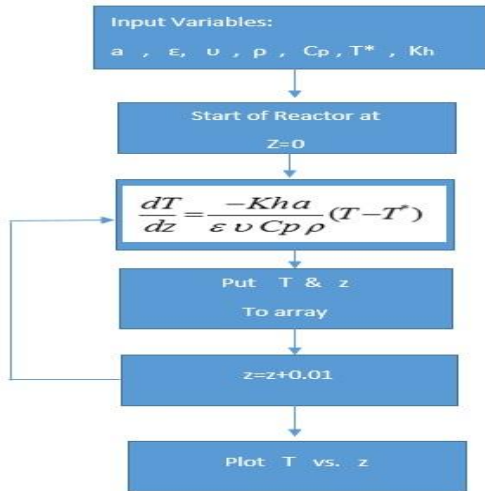 Input Variables:
a , ε, υ , ρ , Cp , T* , Kh
Start of Reactor at
Z=0
dT/dz = -Kh a/ε υ Cp ρ (T-T*)
Put T & z
To array
z=z+0.01
Plot T vs. z